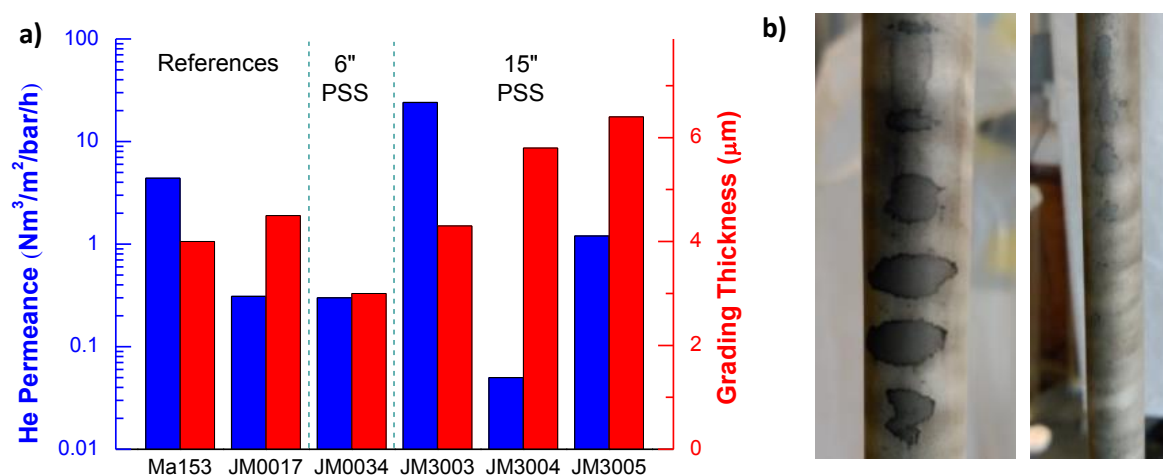 a)
b)
References
6"
PSS
15"
PSS
100
10
1
0.1
0.01
He Permeance (Nm³/m²/bar/h)
6
4
2
0
Grading Thickness (μm)
Ma153 JM0017 JM0034 JM3003 JM3004 JM3005